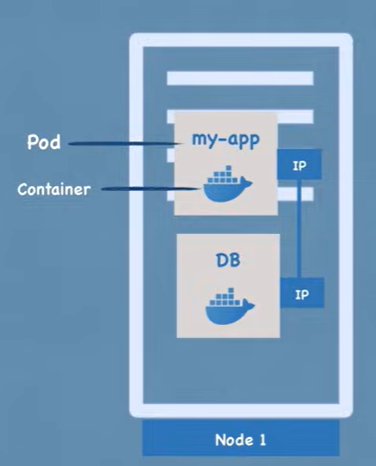 my-app
Pod
IP
Container
DB
IP
Node 1